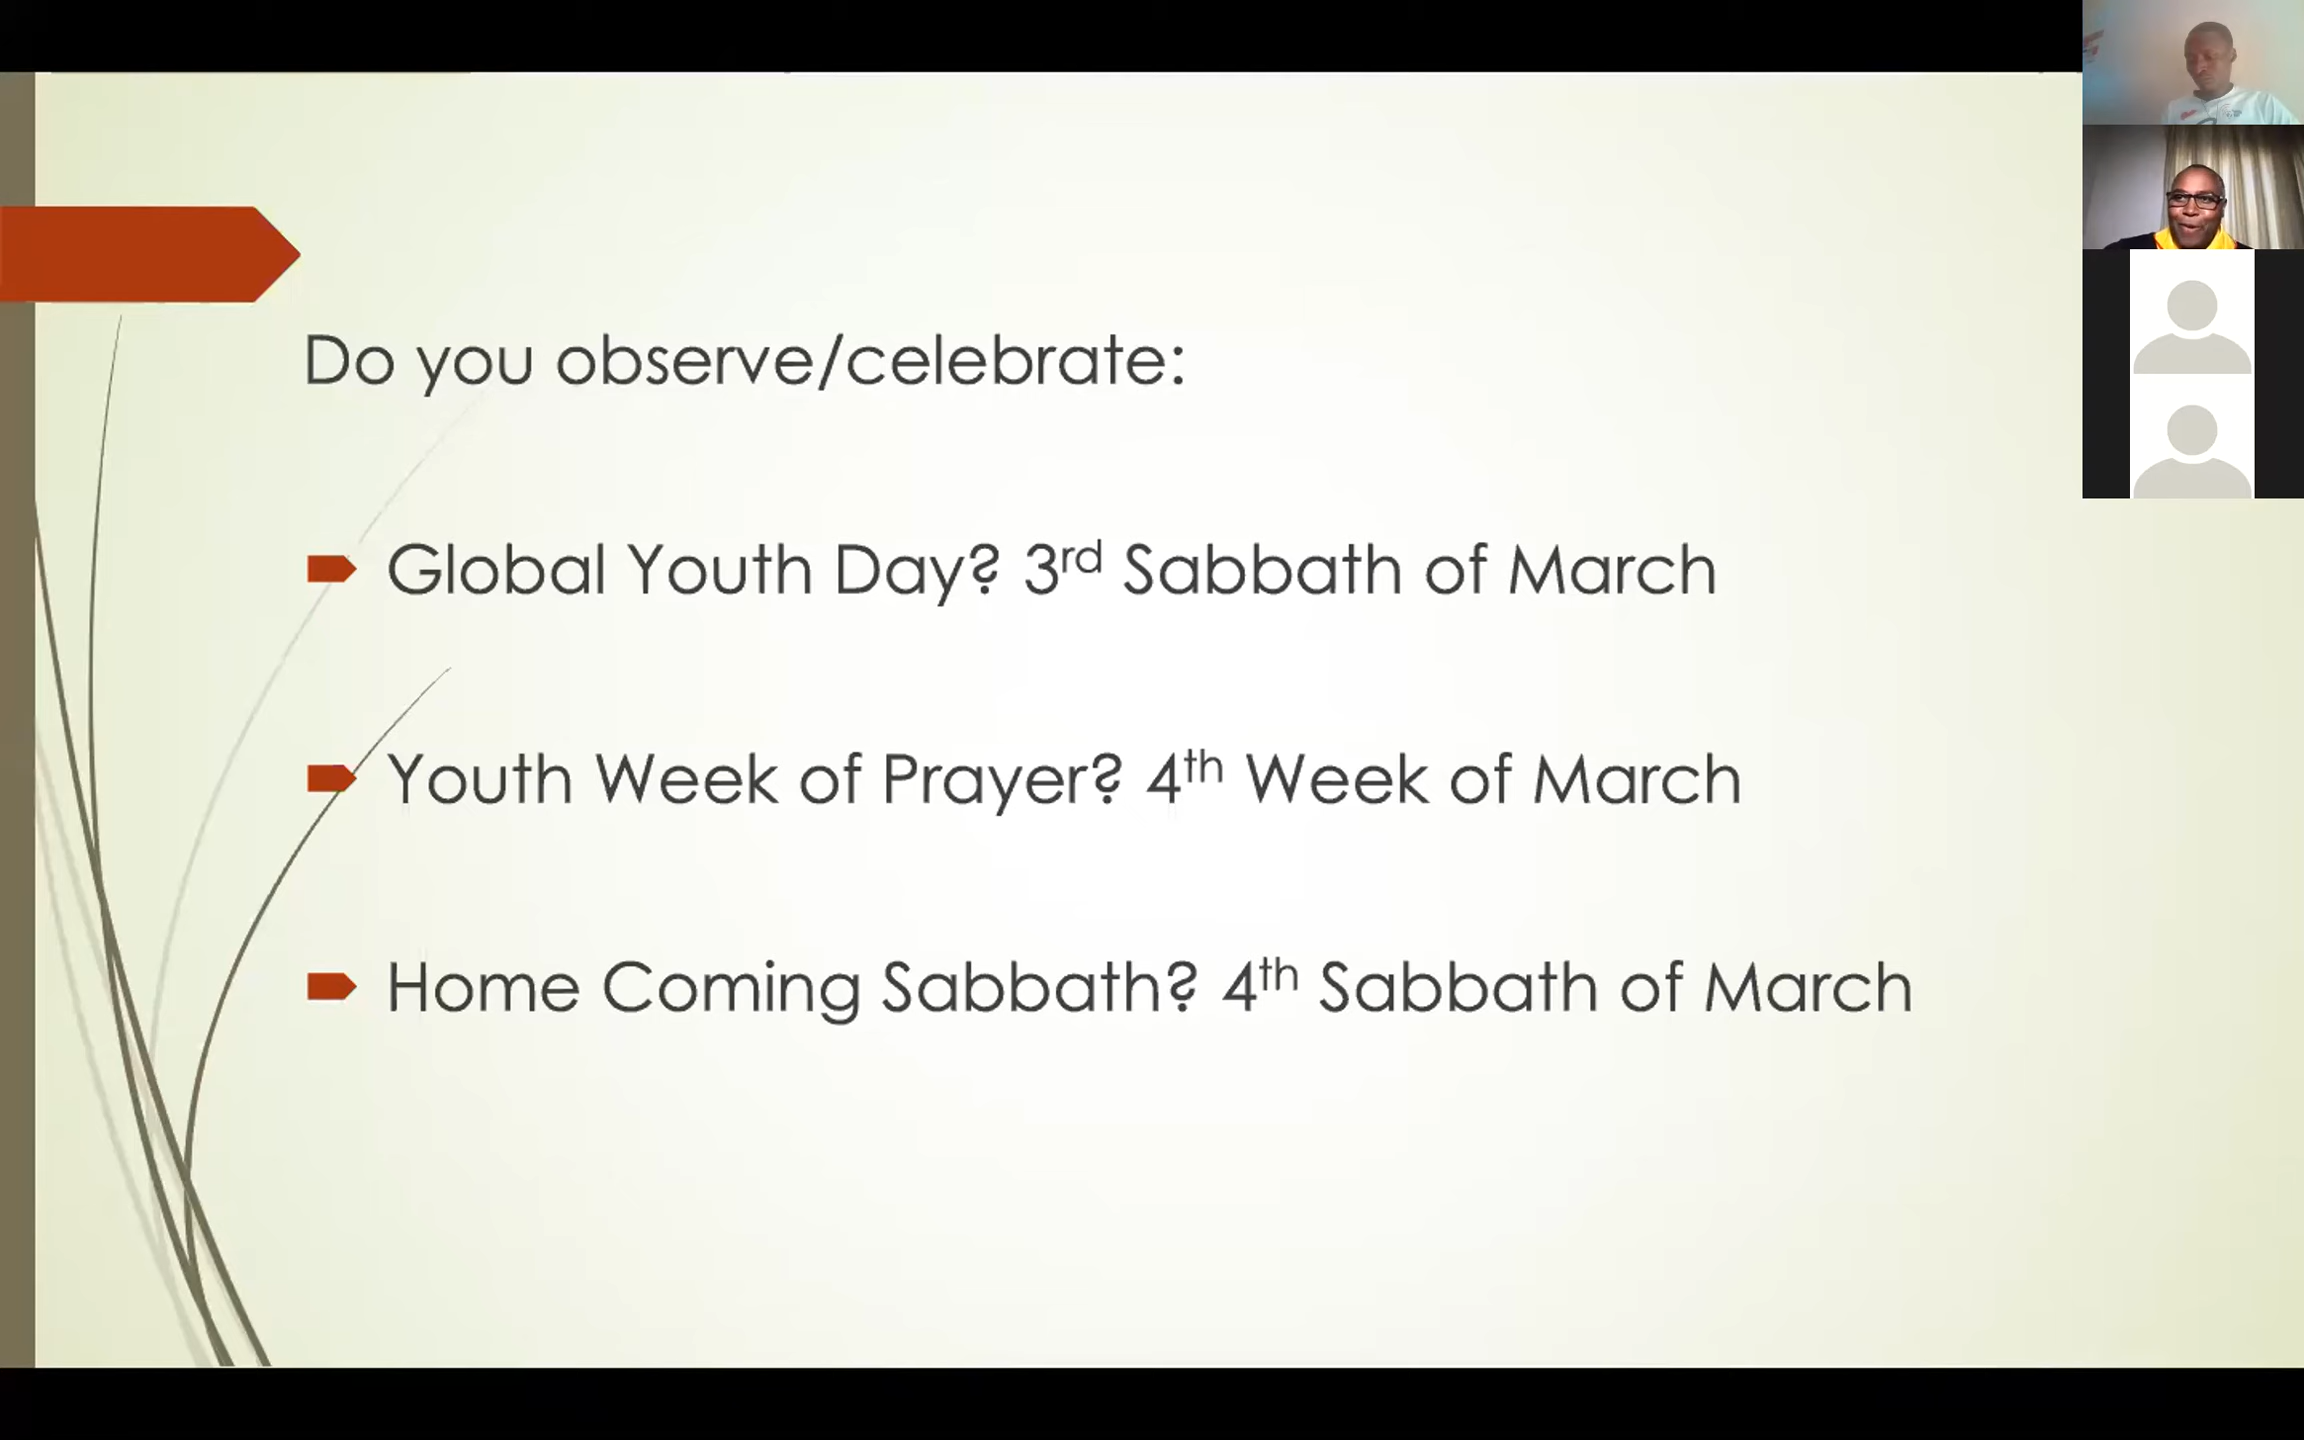 Do you observe/celebrate:
Global Youth Day? 3rd Sabbath of March
Youth Week of Prayer? 4th Week of March
Home Coming Sabbath? 4th Sabbath of March